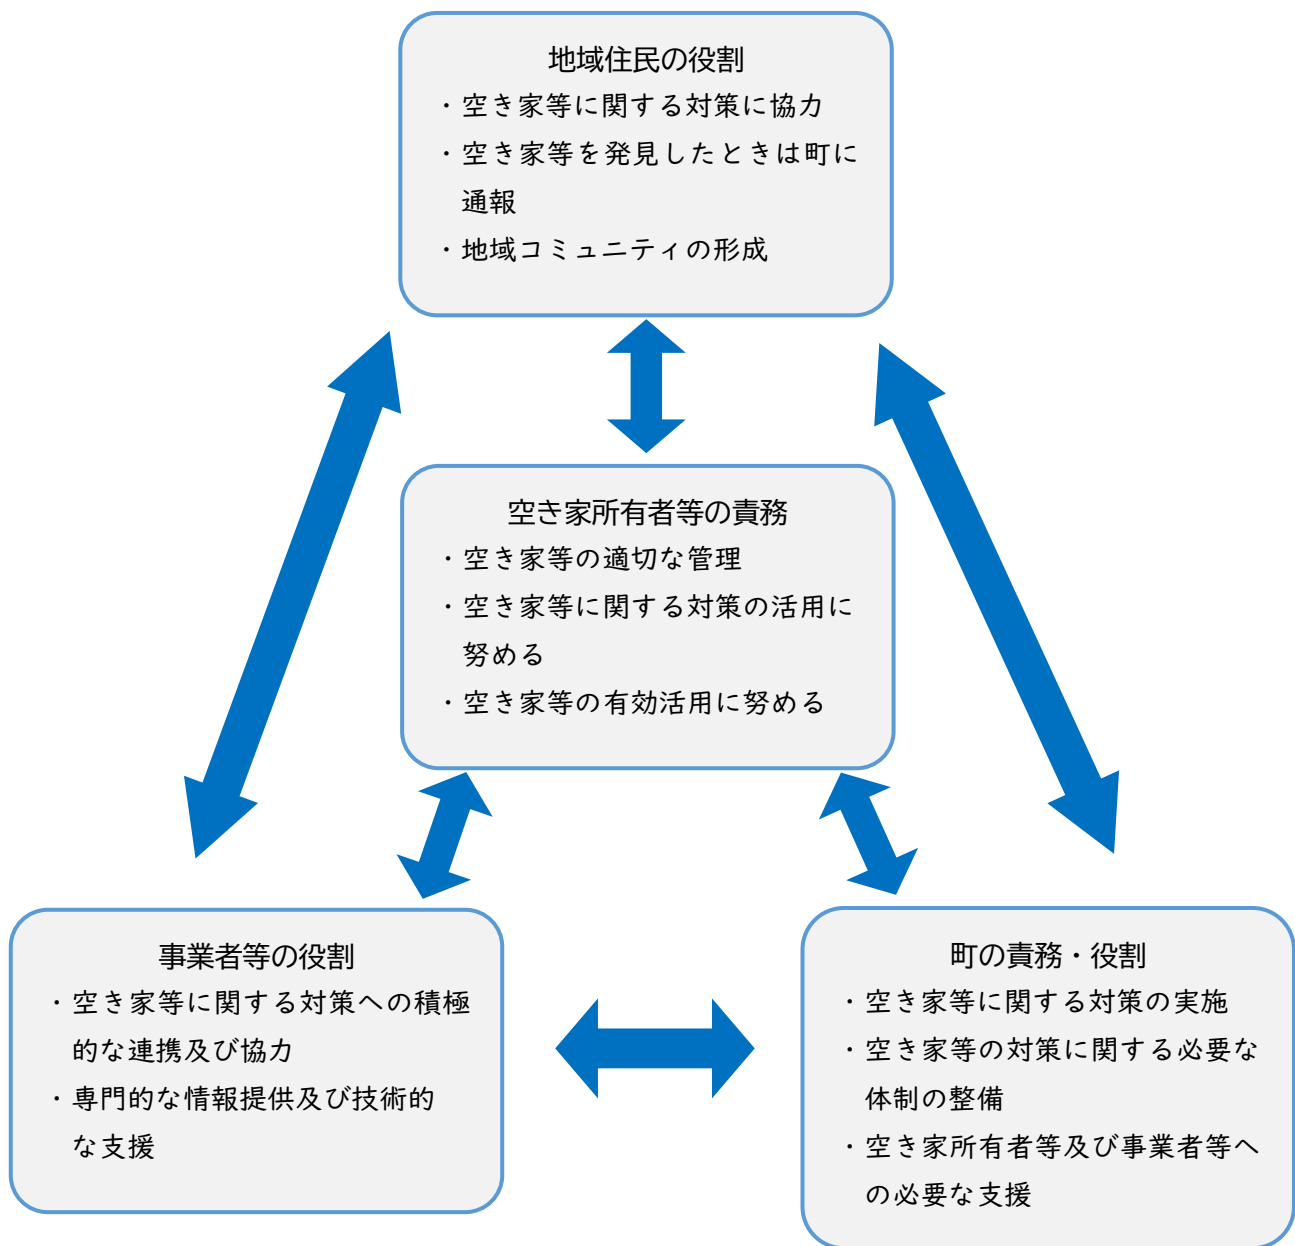 地域住民の役割
・空き家等に関する対策に協力
・空き家等を発見したときは町に
通報
・地域コミュニティの形成
空き家所有者等の責務
・空き家等の適切な管理
・空き家等に関する対策の活用に
努める
・空き家等の有効活用に努める
事業者等の役割
・空き家等に関する対策への積極
的な連携及び協力
・専門的な情報提供及び技術的
な支援
町の責務・役割
・空き家等に関する対策の実施
・空き家等の対策に関する必要な
体制の整備
・空き家所有者等及び事業者等へ
の必要な支援